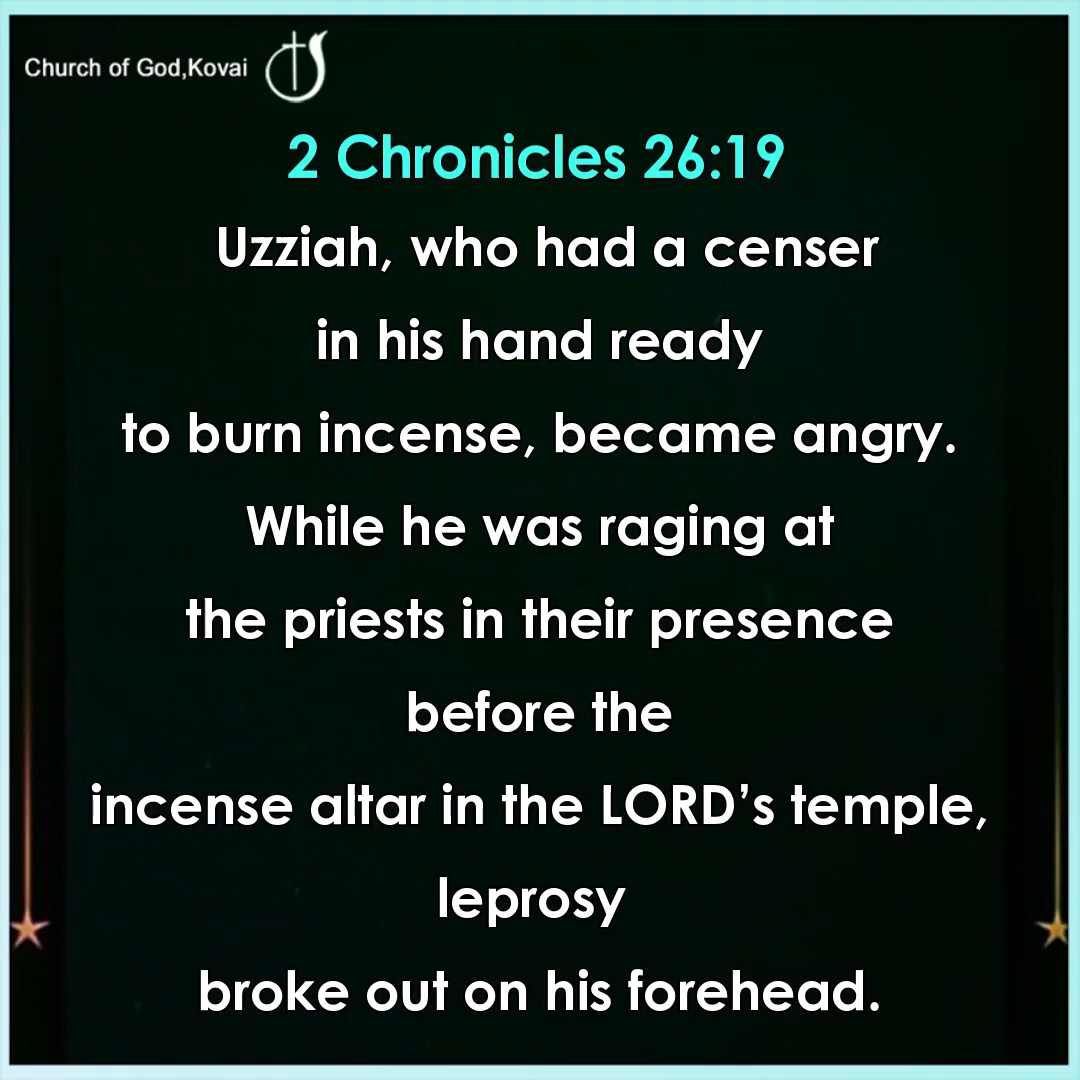 Church of God,Kovai
2 Chronicles 26:19
Uzziah, who had a censer
in his hand ready
to burn incense, became angry.
While he was raging at
the priests in their presence
before the
incense altar in the LORD’s temple,
leprosy
broke out on his forehead.